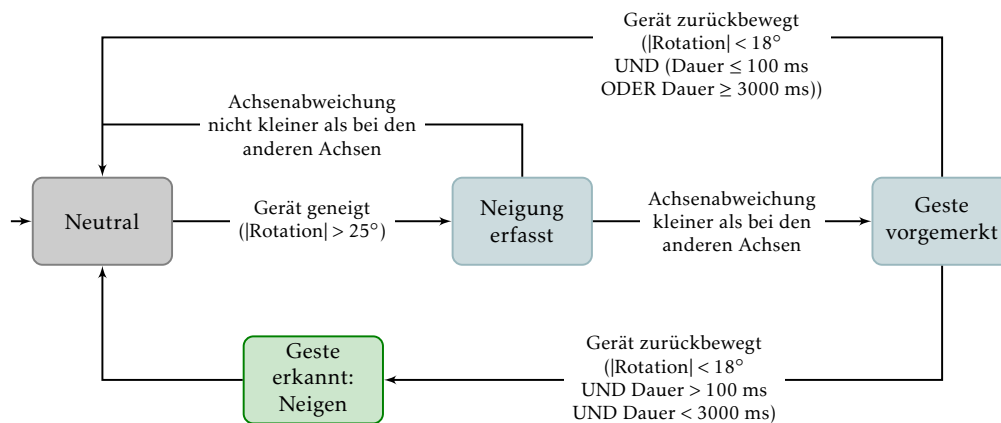 Gerät zurückbewegt
(|Rotation| < 18°
UND (Dauer ≤ 100 ms
ODER Dauer ≥ 3000 ms))
Achsenabweichung
nicht kleiner als bei den
anderen Achsen
Neutral
Gerät geneigt
(|Rotation| > 25°)
Neigung
erfasst
Achsenabweichung
kleiner als bei den
anderen Achsen
Geste
vorgemerkt
Geste
erkannt:
Neigen
Gerät zurückbewegt
(|Rotation| < 18°
UND Dauer > 100 ms
UND Dauer < 3000 ms)